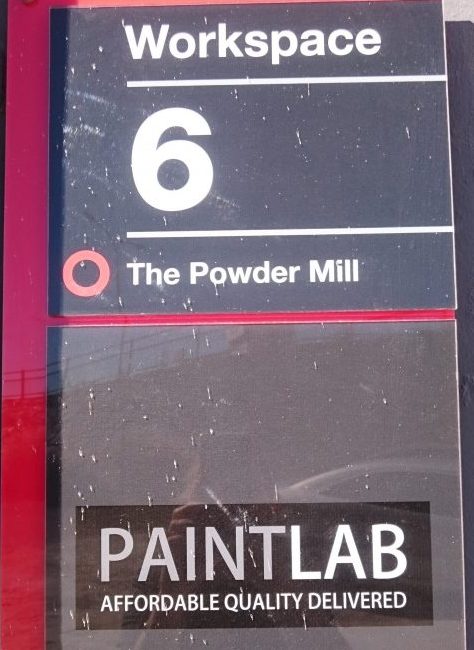 Workspace
6
The Powder Mill
PAINTLAB
AFFORDABLE QUALITY DELIVERED